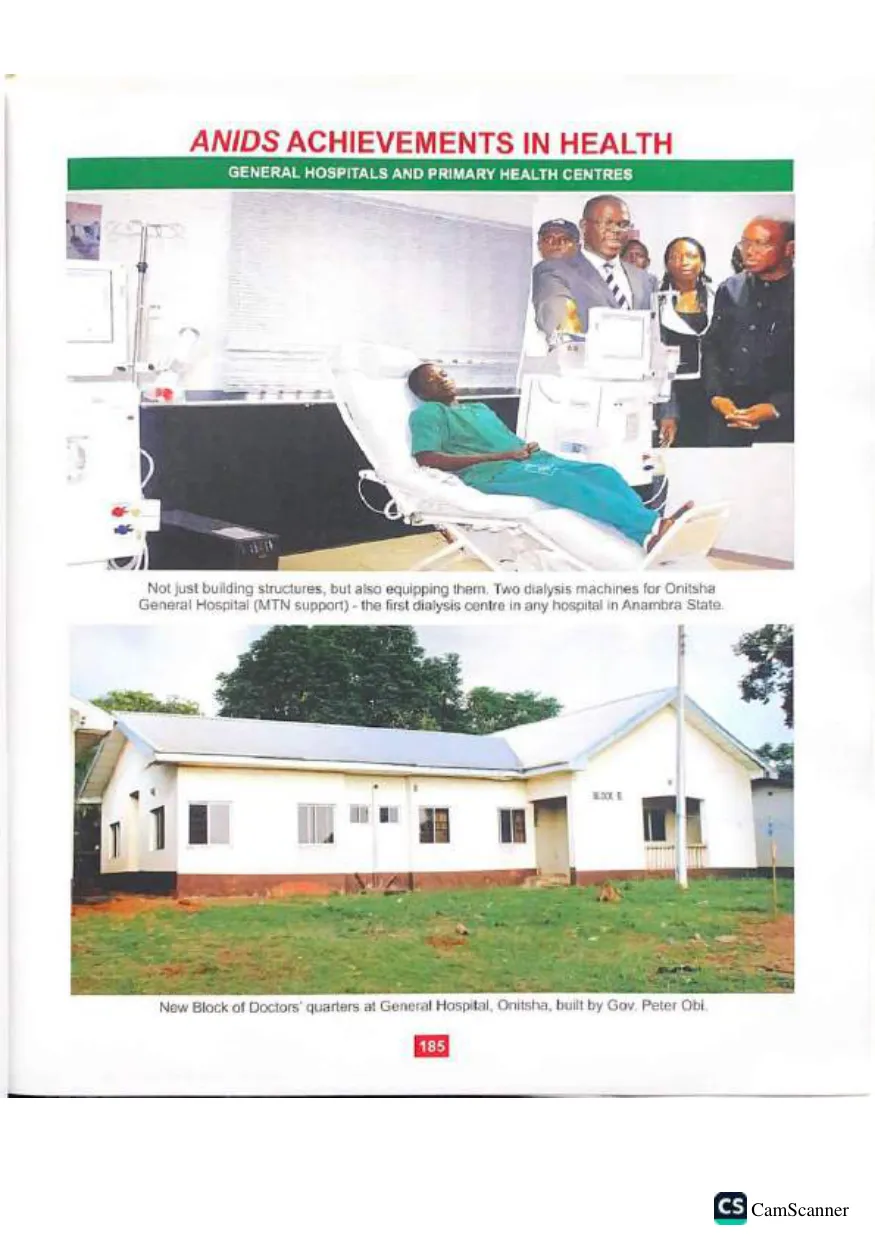 ANIDS ACHIEVEMENTS IN HEALTH
GENERAL HOSPITALS AND PRIMARY HEALTH CENTRES
Not just building structures, but also equipping them. Two dialysis machines for Onitsha
General Hospital (MTN support) - the first dialysis centre in any hospital in Anambra State.
BLOCK E
New Block of Doctors' quarters at General Hospital, Onitsha, built by Gov. Peter Obi.
185
CS CamScanner